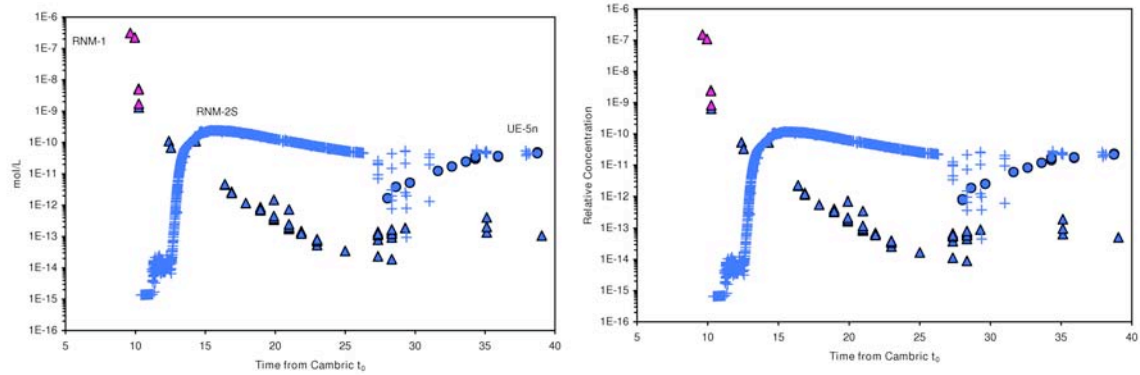 1E-6
1E-7
1E-8
1E-9
1E-10
1E-11
1E-12
1E-13
1E-14
1E-15
1E-16
mol/L
RNM-1
RNM-2S
UE-5n
5
10
15
20
25
30
35
40
Time from Cambric t0
1E-6
1E-7
1E-8
1E-9
1E-10
1E-11
1E-12
1E-13
1E-14
1E-15
1E-16
Relative Concentration
5
10
15
20
25
30
35
40
Time from Cambric t0